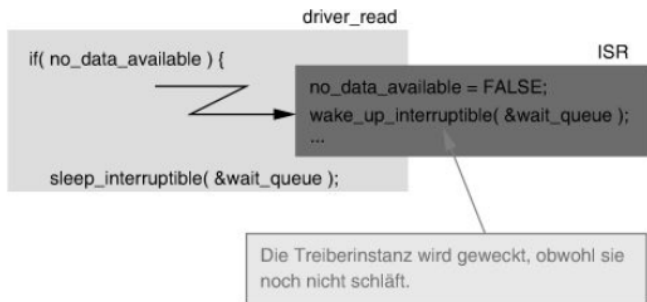 driver_read
if( no_data_available ) {
ISR
no_data_available = FALSE;
wake_up_interruptible( &wait_queue );
...
sleep_interruptible( &wait_queue );
Die Treiberinstanz wird geweckt, obwohl sie
noch nicht schläft.